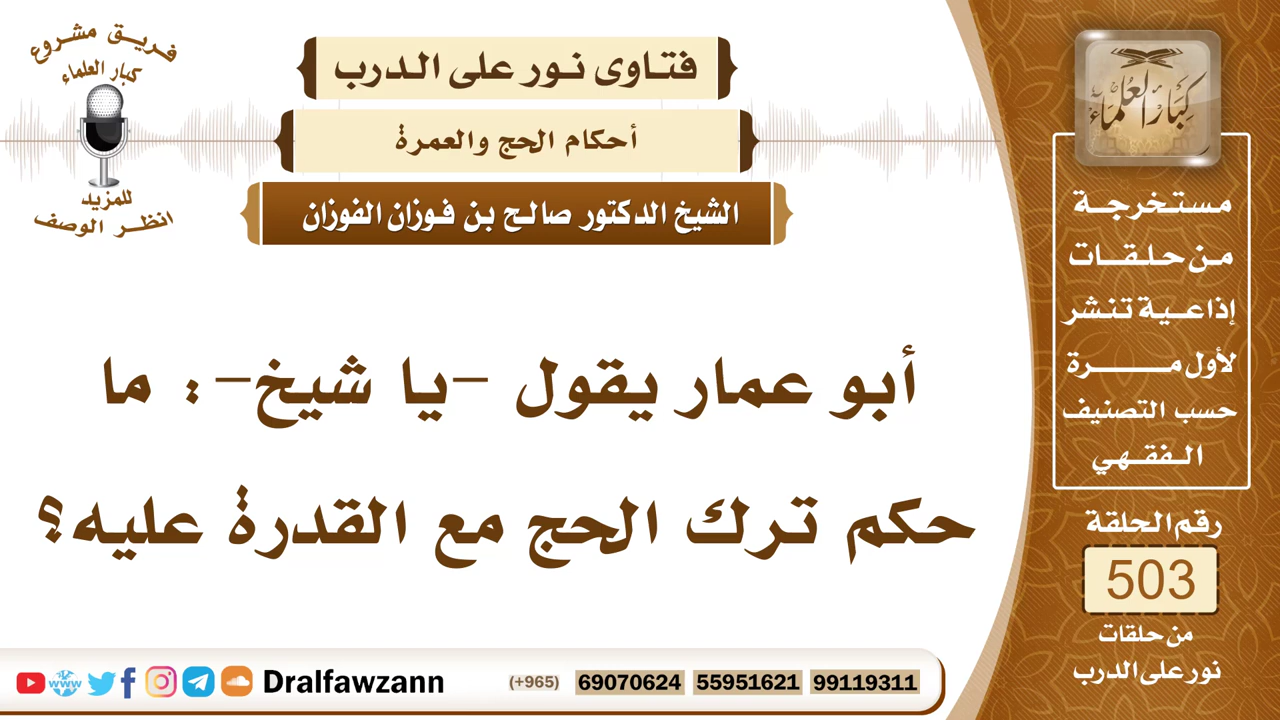 فريق مشروع
كبار العلماء
للمزيد
انظر الوصف
فتاوى نور على الدرب
أحكام الحج والعمرة
الشيخ الدكتور صالح بن فوزان الفوزان
أبو عمار يقول -يا شيخ- : ما
حكم ترك الحج مع القدرة عليه؟
كبار العلماء
مستخرجة
من حلقات
إذاعية تنشر
لأول مرة
حسب التصنيف
الفقهي
رقم الحلقة
503
من حلقات
نور على الدرب
www
Dralfawzann (+965) 69070624 55951621 99119311